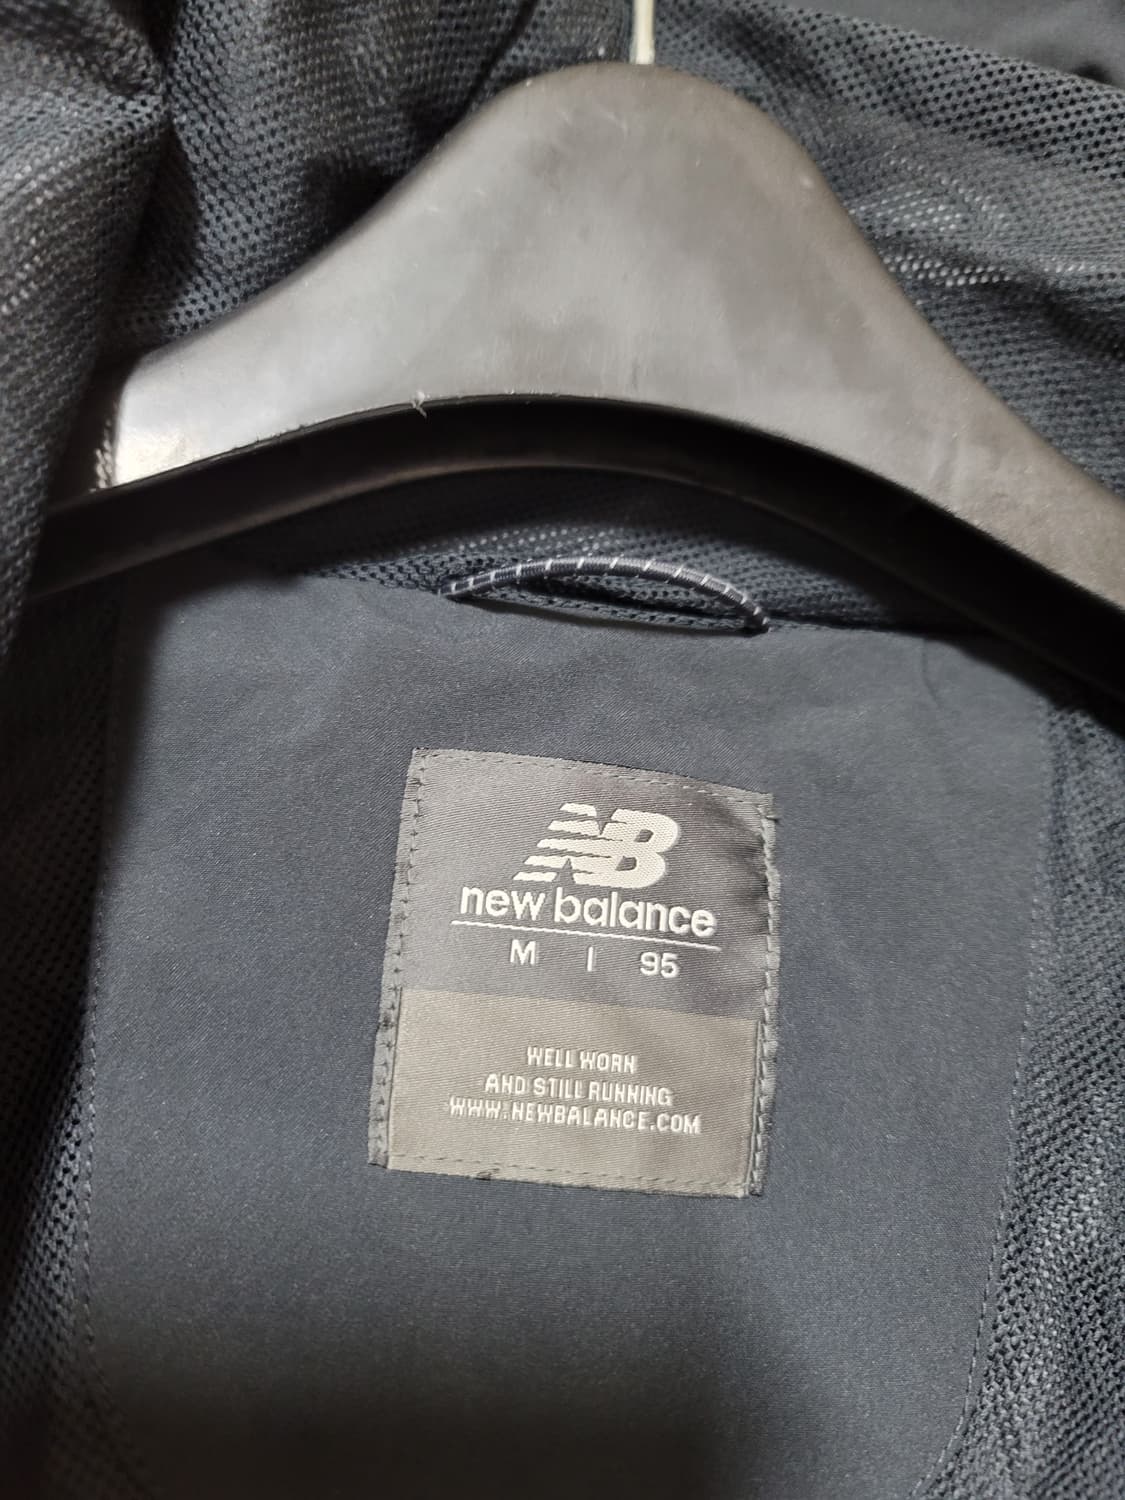 NB
new balance
M | 95
WELL WORN
AND STILL RUNNING
WWW.NEWBALANCE.COM